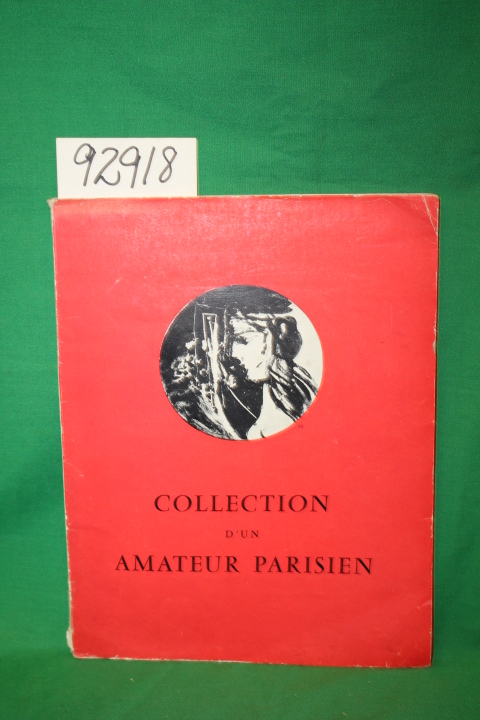 92918
COLLECTION
D'UN
AMATEUR PARISIEN